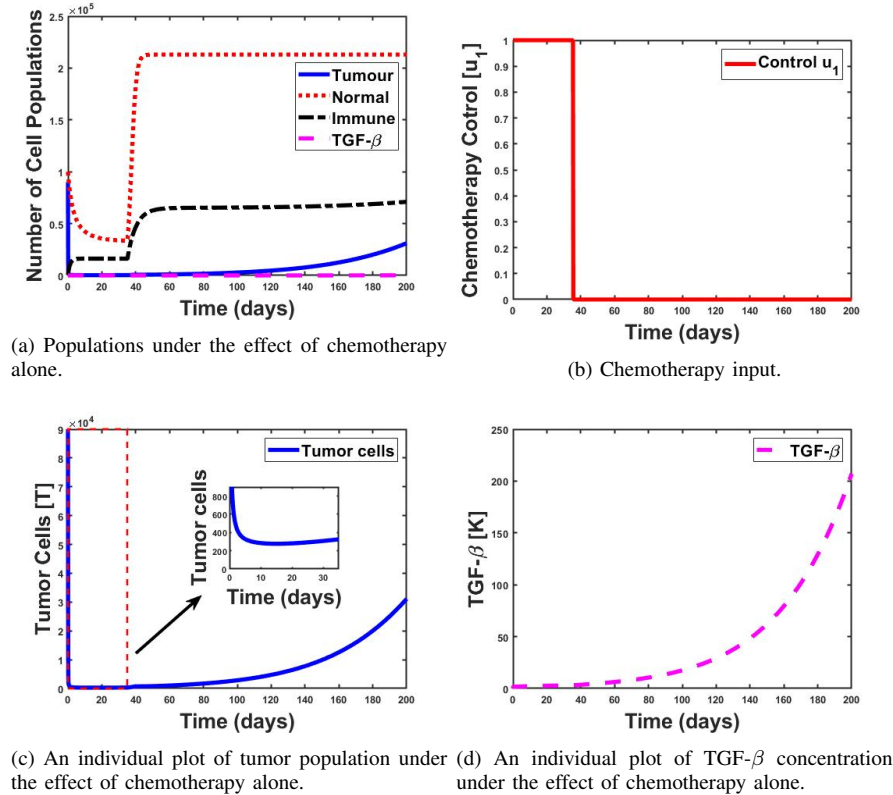 ×10^5
2.5
2
1.5
1
0.5
0
Number of Cell Populations
Tumour
Normal
Immune
TGF-β
0 20 40 60 80 100 120 140 160 180 200
Time (days)
(a) Populations under the effect of chemotherapy
alone.
1
0.9
0.8
0.7
0.6
0.5
0.4
0.3
0.2
0.1
0
Chemotherapy Cotrol [u_1]
Control u_1
0 20 40 60 80 100 120 140 160 180 200
Time (days)
(b) Chemotherapy input.
×10^4
9
8
7
6
5
4
3
2
1
0
Tumor Cells [T]
Tumor cells
800
600
400
200
0
Tumor cells
0 10 20 30
Time (days)
0 20 40 60 80 100 120 140 160 180 200
Time (days)
(c) An individual plot of tumor population under
the effect of chemotherapy alone.
250
200
150
100
50
0
TGF-β [K]
TGF-β
0 20 40 60 80 100 120 140 160 180 200
Time (days)
(d) An individual plot of TGF-β concentration
under the effect of chemotherapy alone.